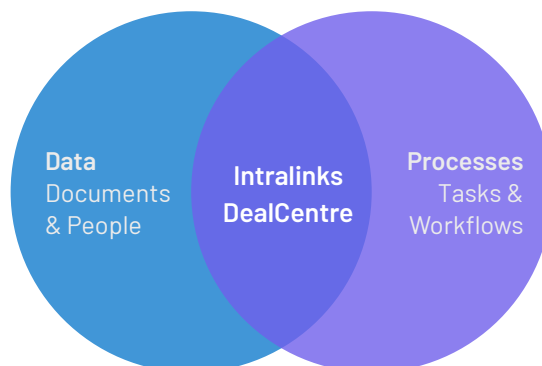 Data
Documents
& People
Intralinks
DealCentre
Processes
Tasks &
Workflows